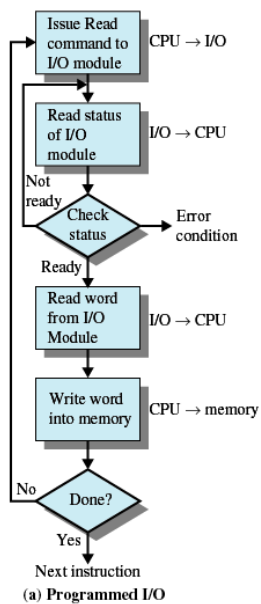 Issue Read
command to
I/O module
CPU → I/O
Read status
of I/O
module
I/O → CPU
Not
ready
Check
status
Error
condition
Ready
Read word
from I/O
Module
I/O → CPU
Write word
into memory
CPU → memory
No
Done?
Yes
Next instruction
(a) Programmed I/O